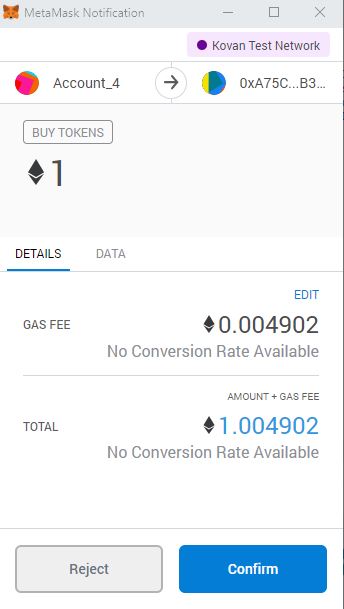 MetaMask Notification
Kovan Test Network
Account_4
0xA75C...B3...
BUY TOKENS
1
DETAILS
DATA
EDIT
GAS FEE
0.004902
No Conversion Rate Available
AMOUNT + GAS FEE
TOTAL
1.004902
No Conversion Rate Available
Reject
Confirm